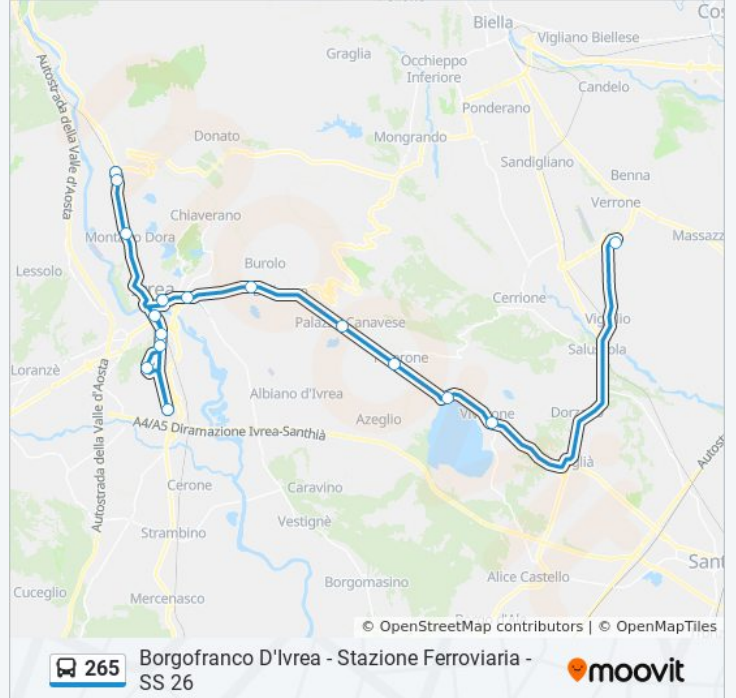 Cos
Biella
Vigliano Biellese
Graglia
Occhieppo
Inferiore
Candelo
Autostrada della Valle d'Aosta
Ponderano
Donato
Mongrando
Sandigliano
Benna
Verrone
Chiaverano
Massazz
Lessolo
Burolo
Cerrione
Palazzo Canavese
Loranzè
Albiano d'Ivrea
Azeglio
A4/A5 Diramazione Ivrea-Santhià
Autostrada della Valle d'Aosta
Autost
Cerone
Caravino
Strambino
Vestignè
Sant
Alice Castello
Borgomasino
Cuceglio
Mercenasco
© OpenStreetMap contributors | © OpenMapTiles
265
Borgofranco D'Ivrea - Stazione Ferroviaria -
SS 26
moovit